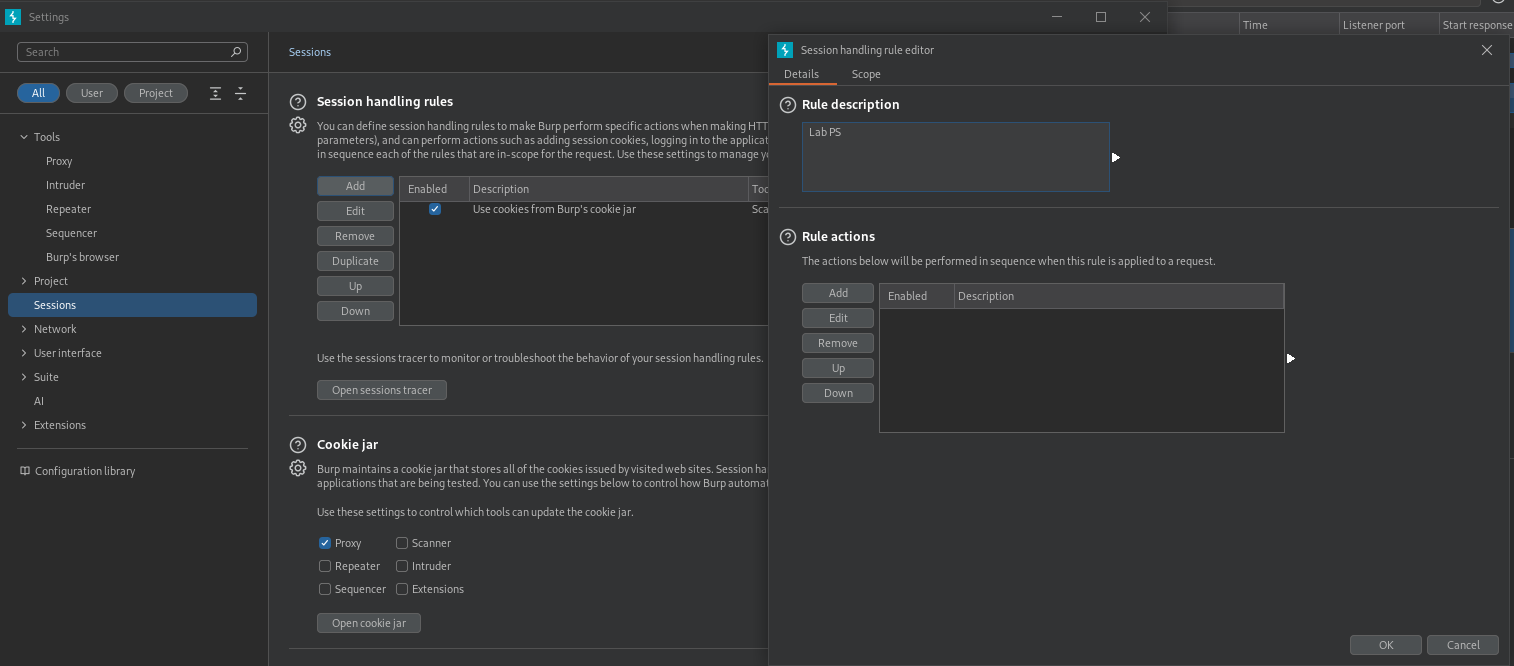 Settings
Search
All User Project
Tools
Proxy
Intruder
Repeater
Sequencer
Burp's browser
Project
Sessions
Network
User interface
Suite
AI
Extensions
Configuration library
Sessions
Session handling rules
You can define session handling rules to make Burp perform specific actions when making HTT
parameters), and can perform actions such as adding session cookies, logging in to the applicat
in sequence each of the rules that are in-scope for the request. Use these settings to manage yo
Add
Edit
Remove
Duplicate
Up
Down
Enabled Description Too
Use cookies from Burp's cookie jar Sca
Use the sessions tracer to monitor or troubleshoot the behavior of your session handling rules.
Open sessions tracer
Cookie jar
Burp maintains a cookie jar that stores all of the cookies issued by visited web sites. Session ha
applications that are being tested. You can use the settings below to control how Burp automat
Use these settings to control which tools can update the cookie jar.
Proxy Scanner
Repeater Intruder
Sequencer Extensions
Open cookie jar
Time Listener port Start response
Session handling rule editor
Details Scope
Rule description
Lab PS
Rule actions
The actions below will be performed in sequence when this rule is applied to a request.
Add
Edit
Remove
Up
Down
Enabled Description
OK Cancel